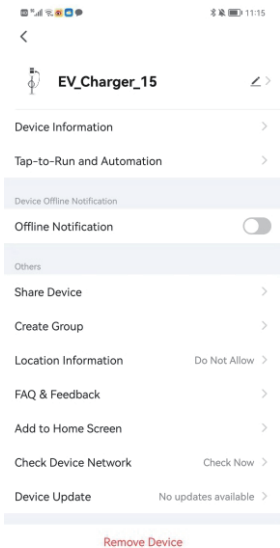 11:15
EV_Charger_15
Device Information
Tap-to-Run and Automation
Device Offline Notification
Offline Notification
Others
Share Device
Create Group
Location Information Do Not Allow
FAQ & Feedback
Add to Home Screen
Check Device Network Check Now
Device Update No updates available
Remove Device